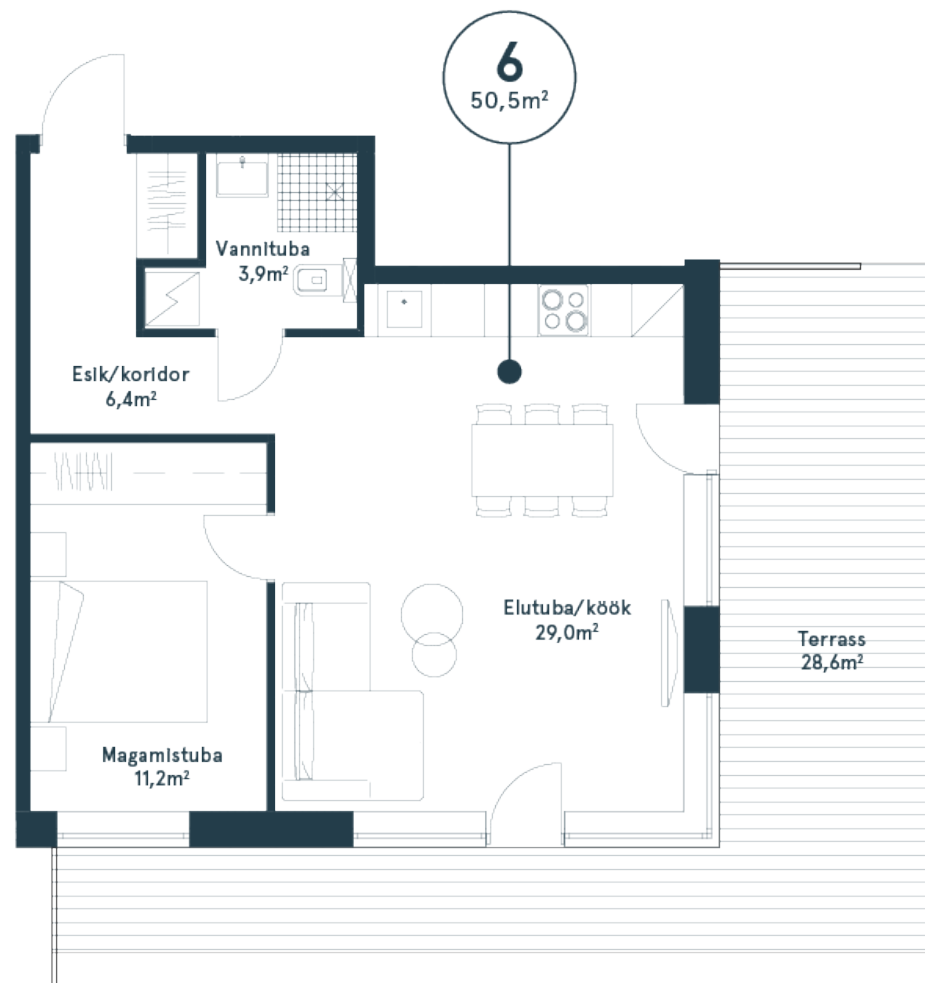 6
50,5m²
Vannituba
3,9m²
Esik/koridor
6,4m²
Elutuba/köök
29,0m²
Terrass
28,6m²
Magamistuba
11,2m²